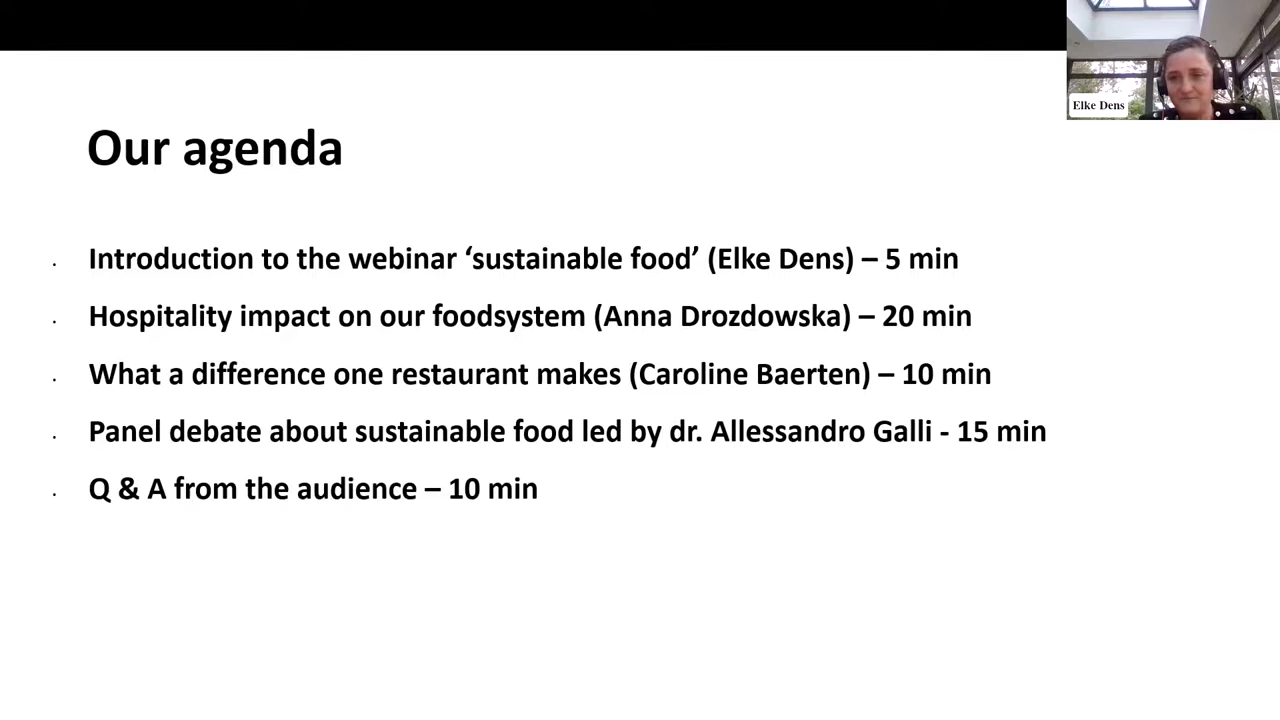 Elke Dens
Our agenda
Introduction to the webinar ‘sustainable food’ (Elke Dens) – 5 min
Hospitality impact on our foodsystem (Anna Drozdowska) – 20 min
What a difference one restaurant makes (Caroline Baerten) – 10 min
Panel debate about sustainable food led by dr. Allessandro Galli - 15 min
Q & A from the audience – 10 min